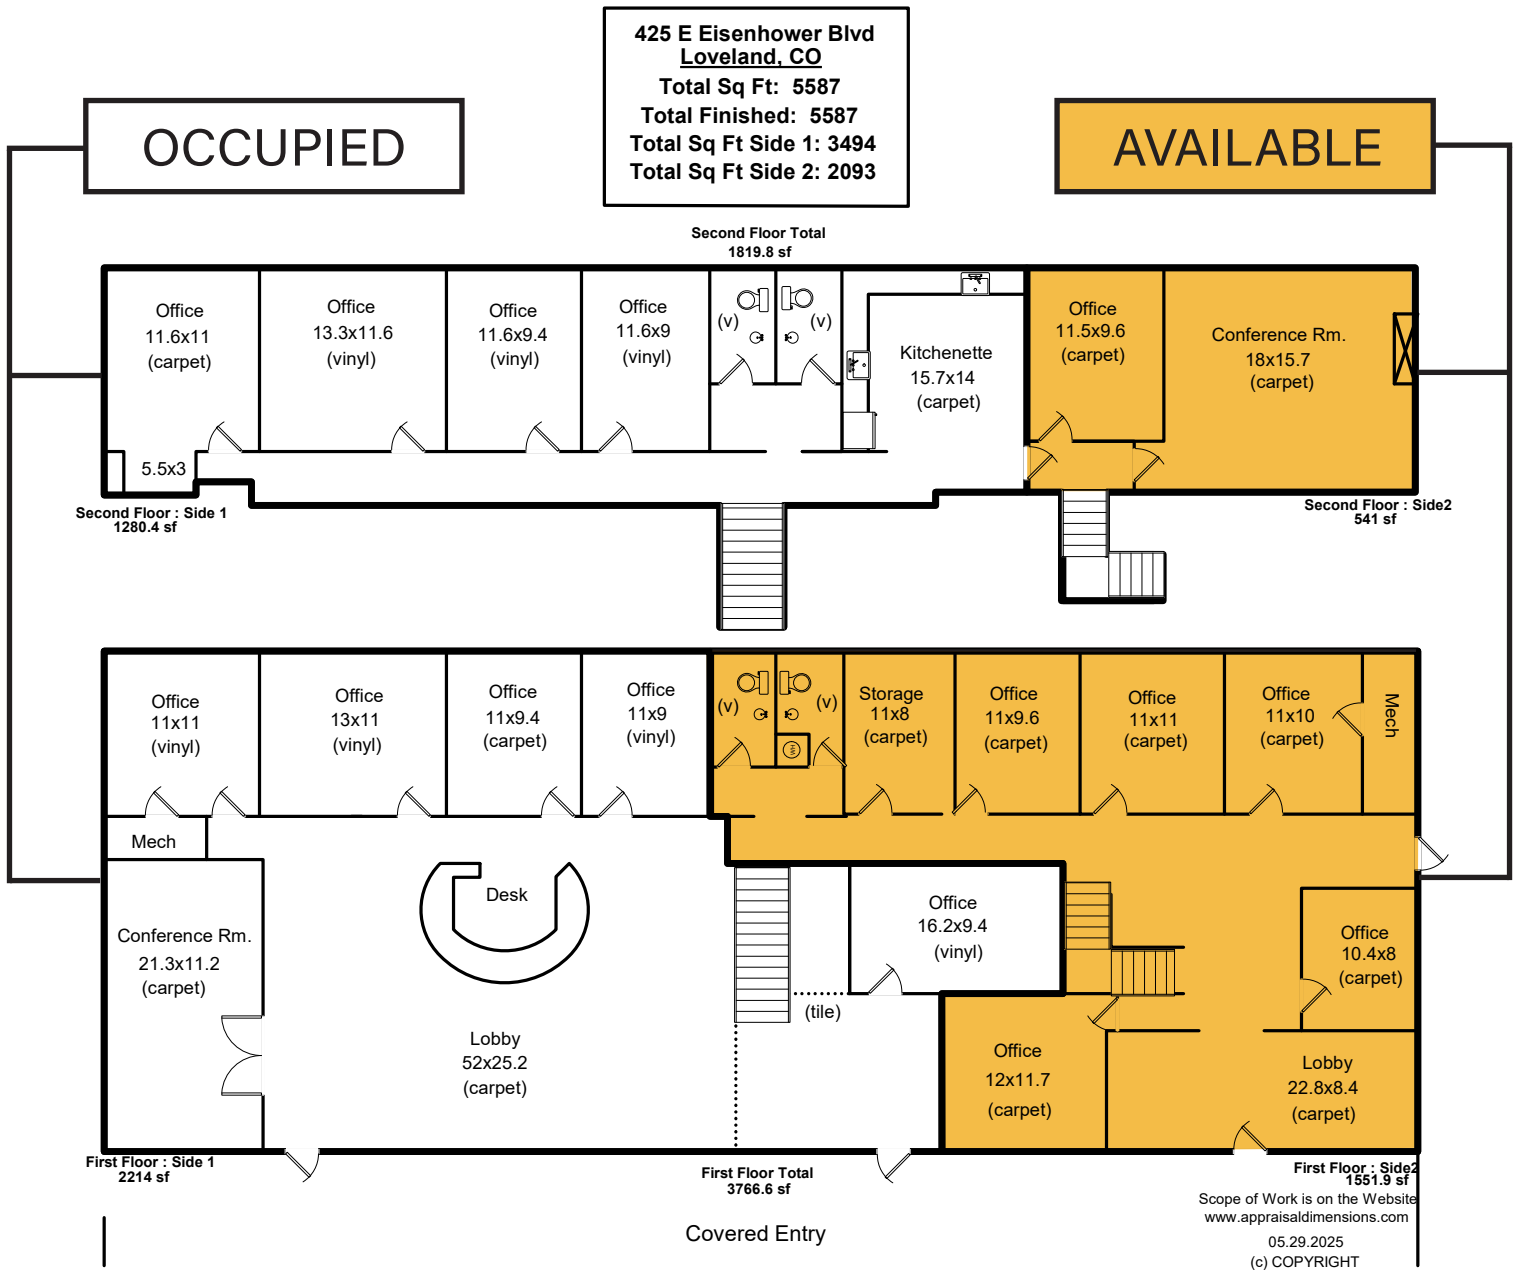 425 E Eisenhower Blvd
Loveland, CO
Total Sq Ft: 5587
Total Finished: 5587
Total Sq Ft Side 1: 3494
Total Sq Ft Side 2: 2093
OCCUPIED
AVAILABLE
Second Floor Total
1819.8 sf
Office
11.6x11
(carpet)
Office
13.3x11.6
(vinyl)
Office
11.6x9.4
(vinyl)
Office
11.6x9
(vinyl)
(v)
(v)
Kitchenette
15.7x14
(carpet)
Office
11.5x9.6
(carpet)
Conference Rm.
18x15.7
(carpet)
5.5x3
Second Floor : Side 1
1280.4 sf
Second Floor : Side2
541 sf
Office
11x11
(vinyl)
Office
13x11
(vinyl)
Office
11x9.4
(carpet)
Office
11x9
(vinyl)
(v)
(v)
WH
Storage
11x8
(carpet)
Office
11x9.6
(carpet)
Office
11x11
(carpet)
Office
11x10
(carpet)
Mech
Mech
Desk
Conference Rm.
21.3x11.2
(carpet)
Office
16.2x9.4
(vinyl)
Office
10.4x8
(carpet)
(tile)
Lobby
52x25.2
(carpet)
Office
12x11.7
(carpet)
Lobby
22.8x8.4
(carpet)
First Floor : Side 1
2214 sf
First Floor Total
3766.6 sf
First Floor : Side2
1551.9 sf
Scope of Work is on the Website
www.appraisaldimensions.com
Covered Entry
05.29.2025
(c) COPYRIGHT